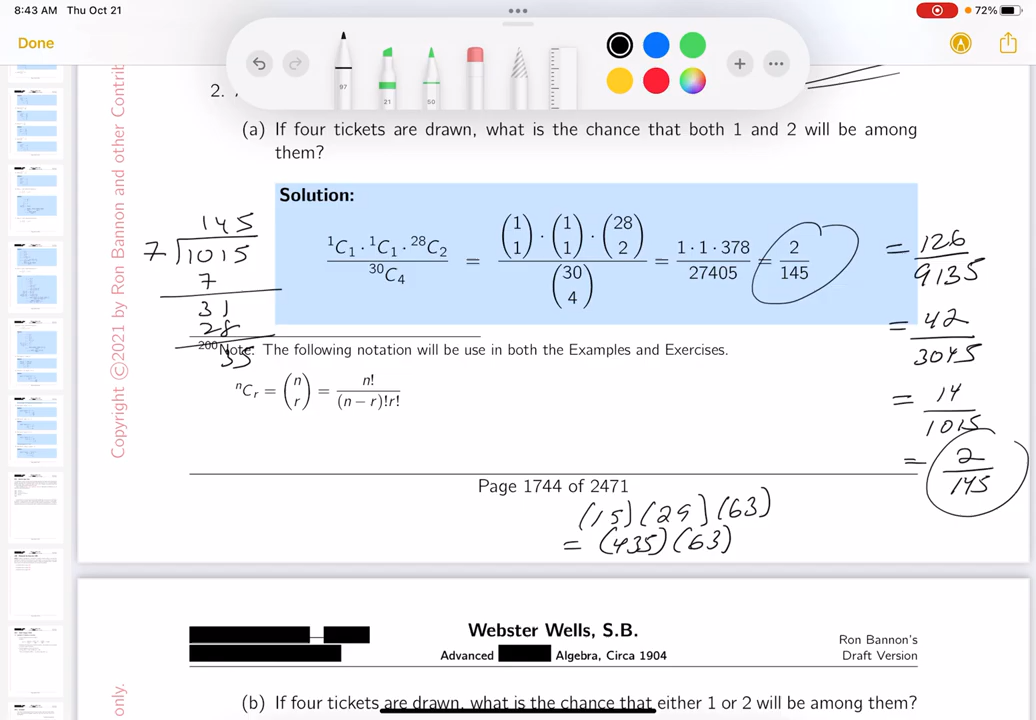 8:43 AM Thu Oct 21
72%
Done
97
21
50
2.
(a) If four tickets are drawn, what is the chance that both 1 and 2 will be among
them?
Solution:
¹C₁ · ¹C₁ · ²⁸C₂ / ³⁰C₄ = (1 1) · (1 1) · (28 2) / (30 4) = 1 · 1 · 378 / 27405 = 2 / 145
= 126 / 9135
= 42 / 3045
= 14 / 1015
= 2 / 145
145
7 1015
7
31
28
35
200 Note: The following notation will be use in both the Examples and Exercises.
ⁿCᵣ = (n r) = n! / (n − r)!r!
Page 1744 of 2471
(15)(29)(63)
= (435)(63)
Copyright ©2021 by Ron Bannon and other Contrib
Webster Wells, S.B.
Advanced Algebra, Circa 1904
Ron Bannon's
Draft Version
only.
(b) If four tickets are drawn, what is the chance that either 1 or 2 will be among them?